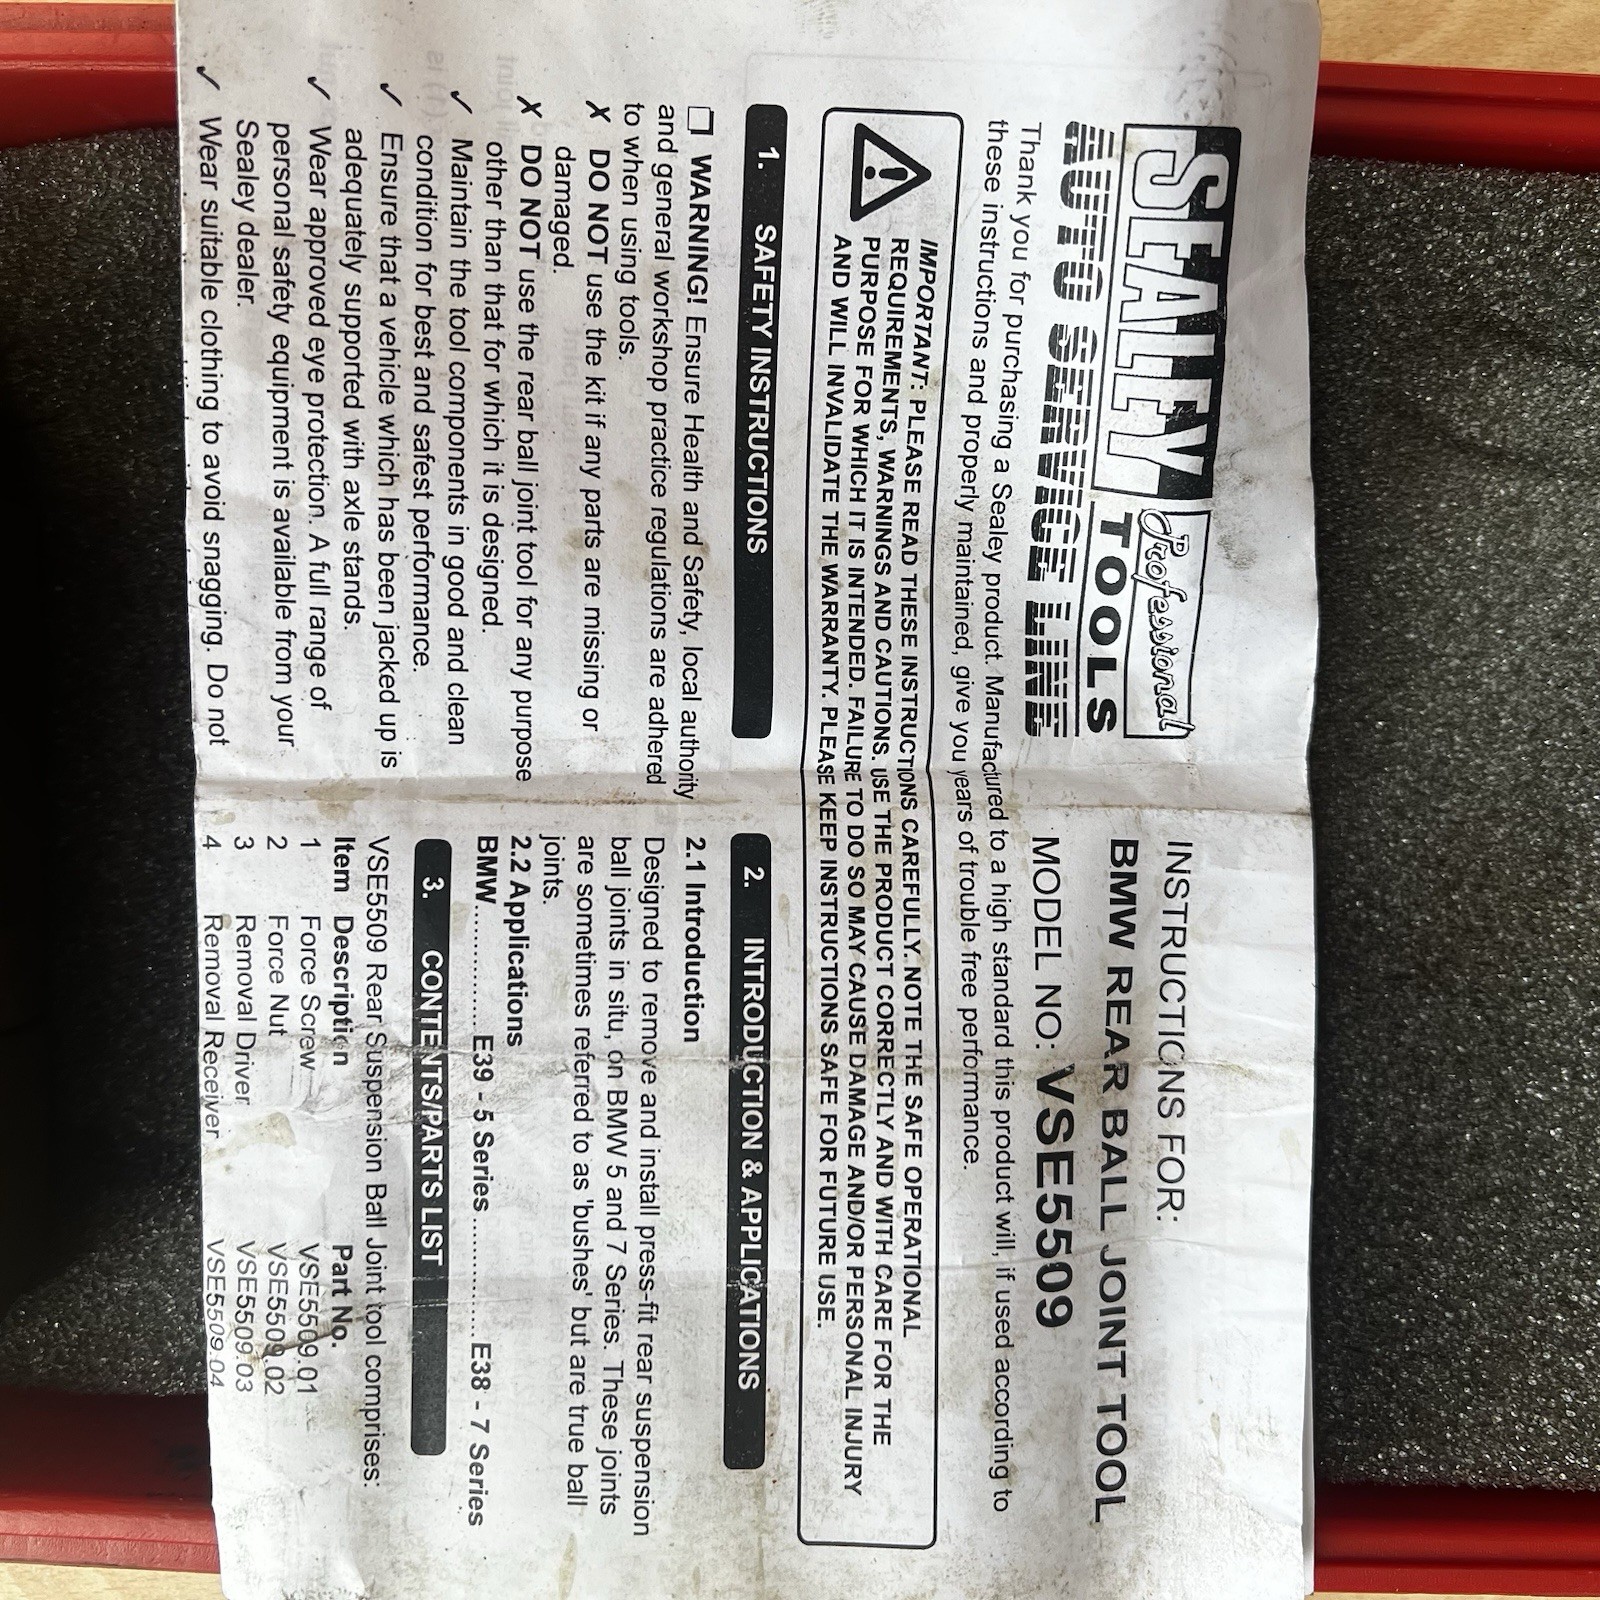 SEALEY
Professional
TOOLS
AUTO SERVICE LINE
INSTRUCTIONS FOR:
BMW REAR BALL JOINT TOOL
MODEL NO: VSE5509
Thank you for purchasing a Sealey product. Manufactured to a high standard this product will, if used according to
these instructions and properly maintained, give you years of trouble free performance.
IMPORTANT: PLEASE READ THESE INSTRUCTIONS CAREFULLY. NOTE THE SAFE OPERATIONAL
REQUIREMENTS, WARNINGS AND CAUTIONS. USE THE PRODUCT CORRECTLY AND WITH CARE FOR THE
PURPOSE FOR WHICH IT IS INTENDED. FAILURE TO DO SO MAY CAUSE DAMAGE AND/OR PERSONAL INJURY
AND WILL INVALIDATE THE WARRANTY. PLEASE KEEP INSTRUCTIONS SAFE FOR FUTURE USE.
1. SAFETY INSTRUCTIONS
❑ WARNING! Ensure Health and Safety, local authority
and general workshop practice regulations are adhered
to when using tools.
✗ DO NOT use the kit if any parts are missing or
damaged.
✗ DO NOT use the rear ball joint tool for any purpose
other than that for which it is designed.
✓ Maintain the tool components in good and clean
condition for best and safest performance.
✓ Ensure that a vehicle which has been jacked up is
adequately supported with axle stands.
✓ Wear approved eye protection. A full range of
personal safety equipment is available from your
Sealey dealer.
✓ Wear suitable clothing to avoid snagging. Do not
2. INTRODUCTION & APPLICATIONS
2.1 Introduction
Designed to remove and install press-fit rear suspension
ball joints in situ, on BMW 5 and 7 Series. These joints
are sometimes referred to as 'bushes' but are true ball
joints.
2.2 Applications
BMW................ E39 - 5 Series ............... E38 - 7 Series
3. CONTENTS/PARTS LIST
VSE5509 Rear Suspension Ball Joint tool comprises:
Item Description Part No.
1 Force Screw VSE5509.01
2 Force Nut VSE5509.02
3 Removal Driver VSE5509.03
4 Removal Receiver VSE5509.04